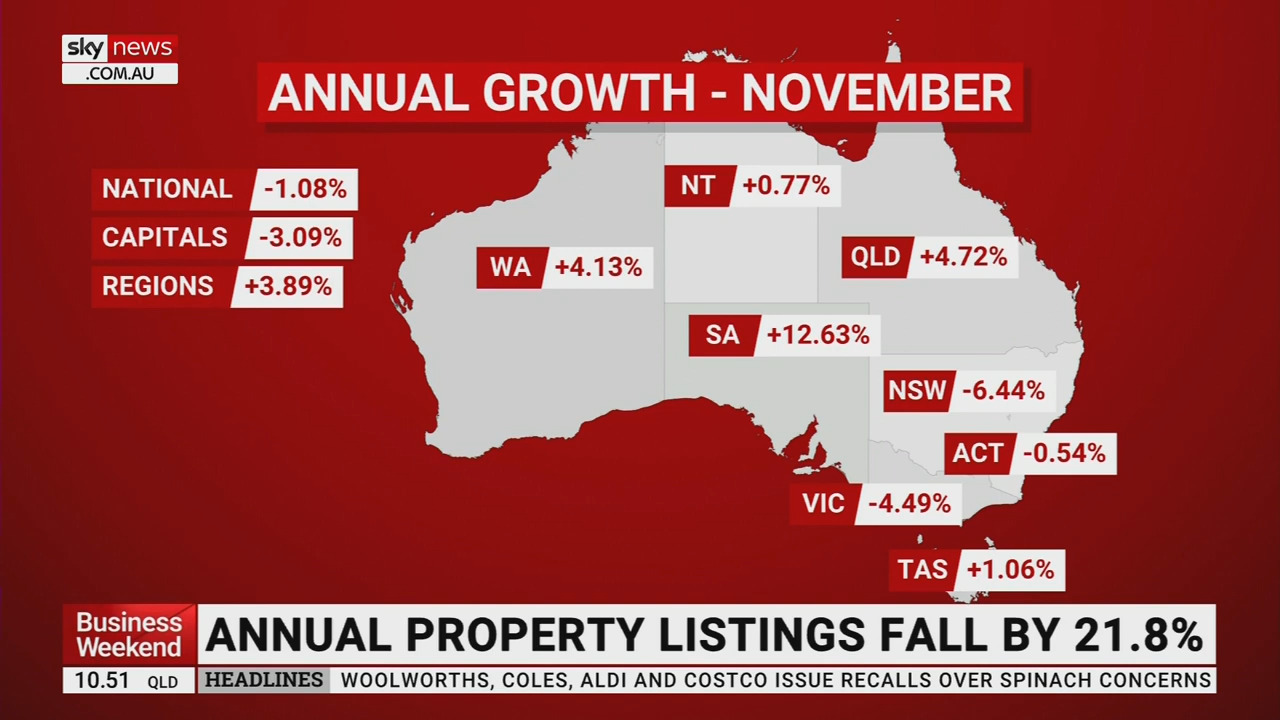 sky news
.COM.AU
ANNUAL GROWTH - NOVEMBER
NATIONAL -1.08%
CAPITALS -3.09%
REGIONS +3.89%
NT +0.77%
WA +4.13%
QLD +4.72%
SA +12.63%
NSW -6.44%
ACT -0.54%
VIC -4.49%
TAS +1.06%
Business
Weekend
ANNUAL PROPERTY LISTINGS FALL BY 21.8%
10.51 QLD
HEADLINES WOOLWORTHS, COLES, ALDI AND COSTCO ISSUE RECALLS OVER SPINACH CONCERNS